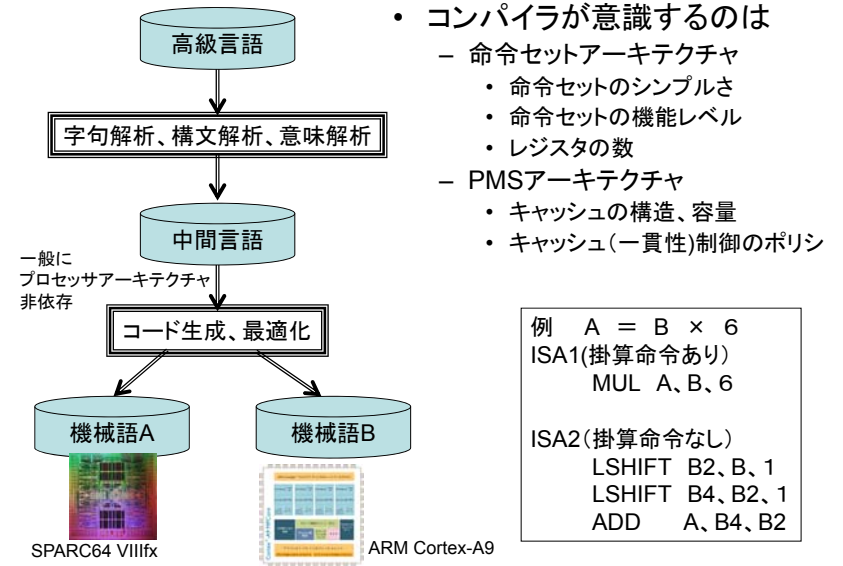 高級言語
字句解析、構文解析、意味解析
中間言語
一般に
プロセッサアーキテクチャ
非依存
コード生成、最適化
機械語A
機械語B
SPARC64 VIIIfx
ARM Cortex-A9
• コンパイラが意識するのは
– 命令セットアーキテクチャ
• 命令セットのシンプルさ
• 命令セットの機能レベル
• レジスタの数
– PMSアーキテクチャ
• キャッシュの構造、容量
• キャッシュ(一貫性)制御のポリシ
例 A = B × 6
ISA1(掛算命令あり)
MUL A、B、6
ISA2(掛算命令なし)
LSHIFT B2、B、1
LSHIFT B4、B2、1
ADD A、B4、B2